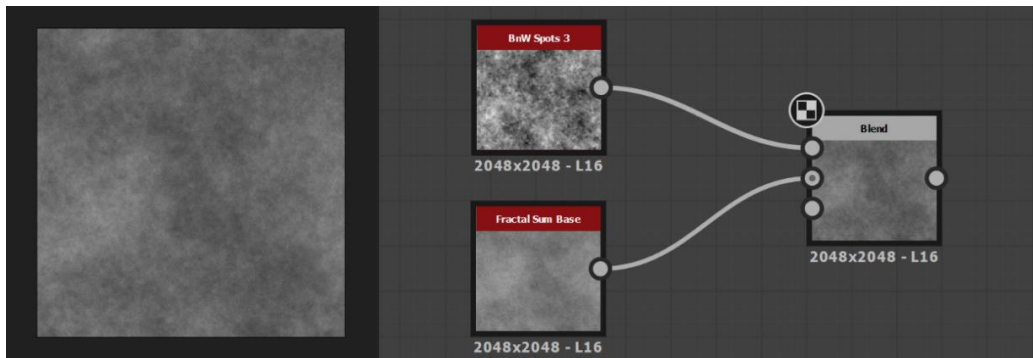 BnW Spots 3
2048x2048 - L16
Blend
2048x2048 - L16
Fractal Sum Base
2048x2048 - L16